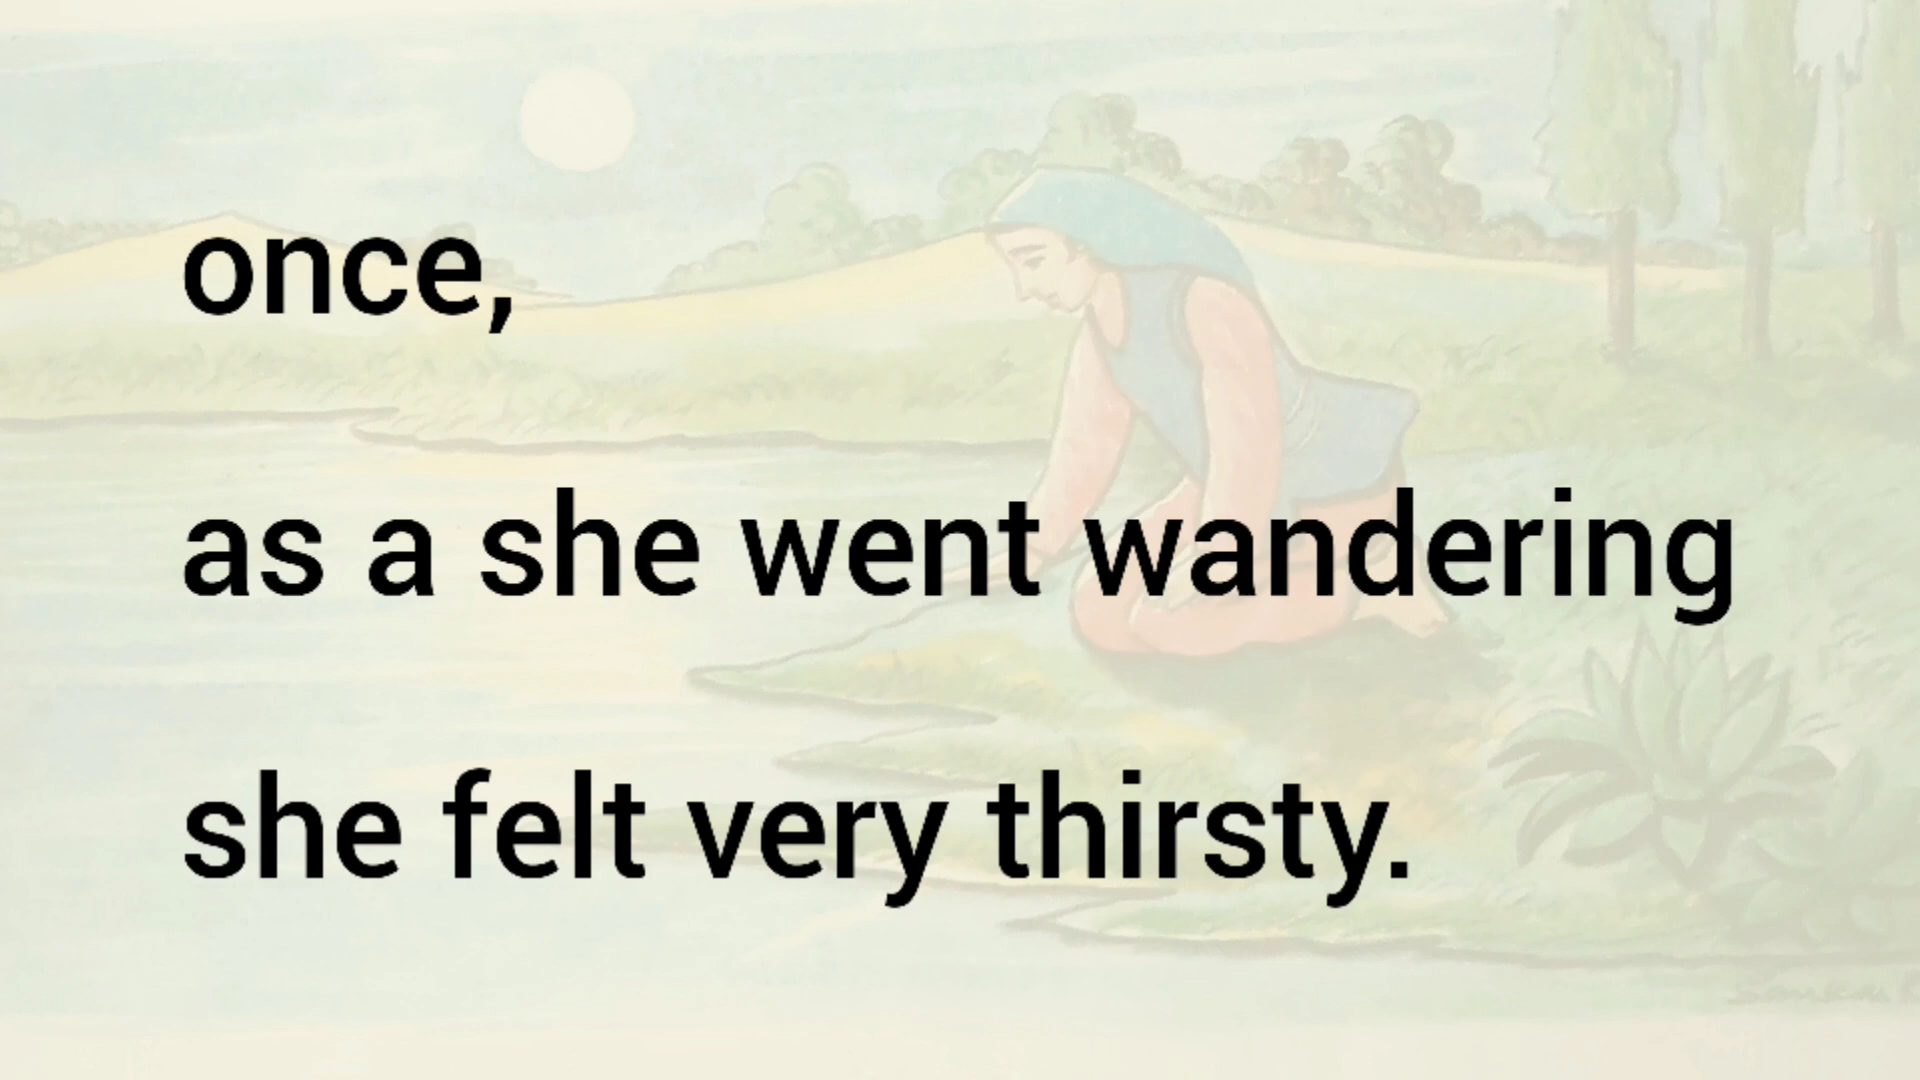 once,
as a she went wandering
she felt very thirsty.